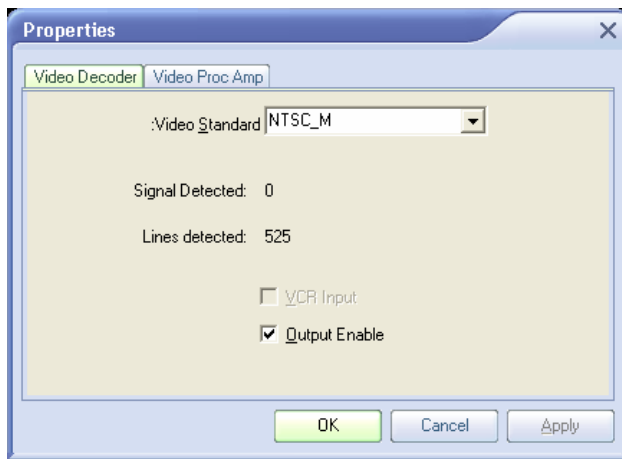 Properties
Video Decoder Video Proc Amp
:Video Standard NTSC_M
Signal Detected: 0
Lines detected: 525
VCR Input
Output Enable
OK Cancel Apply